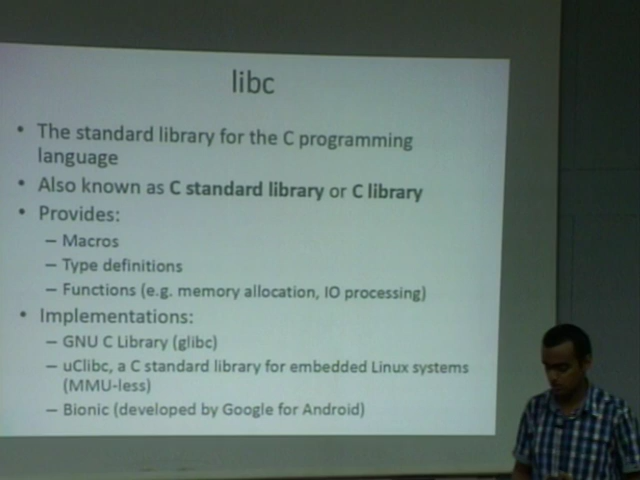 libc
• The standard library for the C programming
language
• Also known as C standard library or C library
• Provides:
– Macros
– Type definitions
– Functions (e.g. memory allocation, IO processing)
• Implementations:
– GNU C Library (glibc)
– uClibc, a C standard library for embedded Linux systems
(MMU-less)
– Bionic (developed by Google for Android)